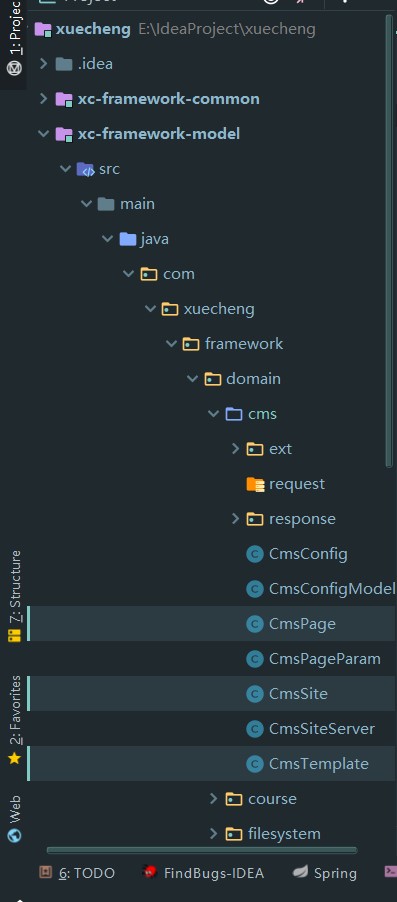 xuecheng E:\IdeaProject\xuecheng
.idea
xc-framework-common
xc-framework-model
src
main
java
com
xuecheng
framework
domain
cms
ext
request
response
CmsConfig
CmsConfigModel
CmsPage
CmsPageParam
CmsSite
CmsSiteServer
CmsTemplate
course
filesystem
1: Projec
7: Structure
2: Favorites
Web
6: TODO FindBugs-IDEA Spring